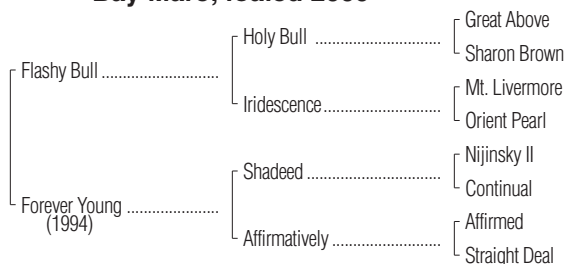 Bay Mare, foaled
Great Above
Holy Bull
Sharon Brown
Flashy Bull
Mt. Livermore
Iridescence
Orient Pearl
Nijinsky II
Shadeed
Continual
Forever Young
(1994)
Affirmed
Affirmatively
Straight Deal